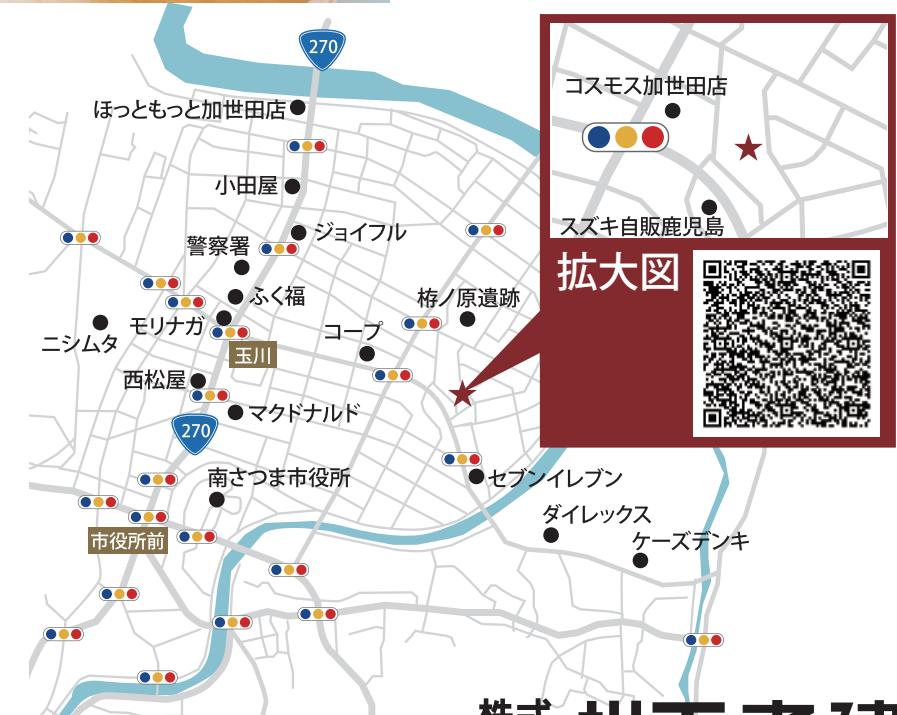 270
ほっともっと加世田店
小田屋
ジョイフル
警察署
ふく福
モリナガ
ニシムタ
玉川
コープ
栫ノ原遺跡
西松屋
マクドナルド
270
南さつま市役所
市役所前
セブンイレブン
ダイレックス
ケーズデンキ
コスモス加世田店
スズキ自販鹿児島
拡大図
株式